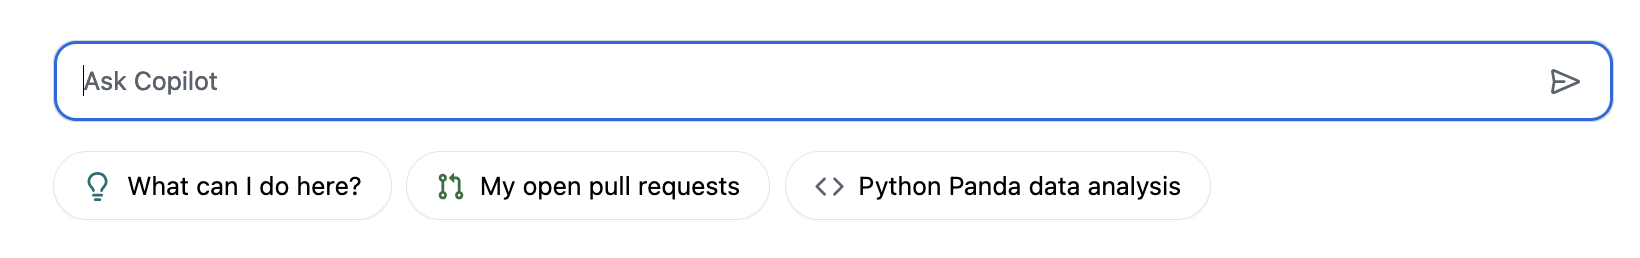 Ask Copilot
What can I do here?
My open pull requests
Python Panda data analysis